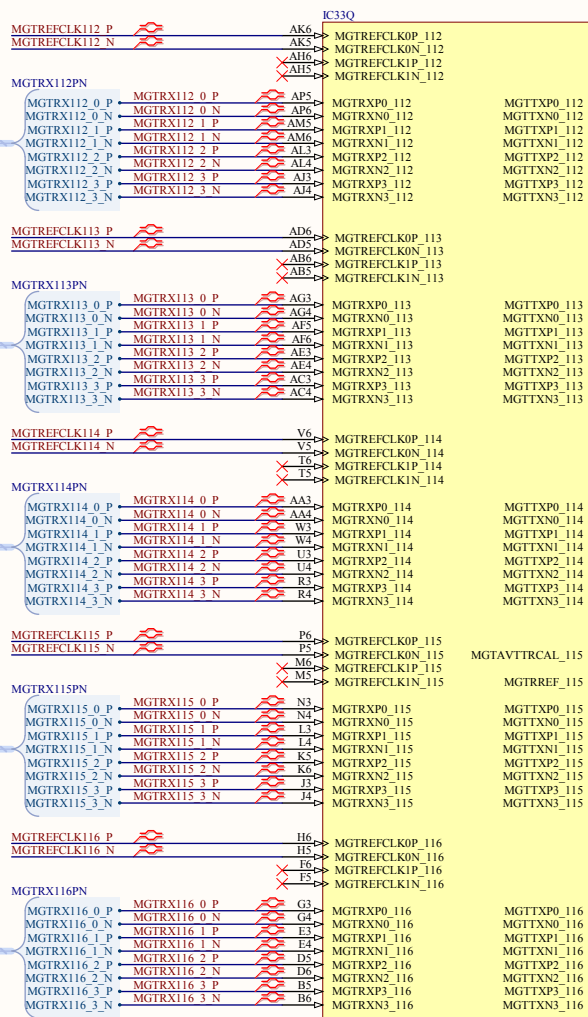 IC33Q
MGTREFCLK112_P AK6 MGTREFCLK0P_112
MGTREFCLK112_N AK5 MGTREFCLK0N_112
AH6 MGTREFCLK1P_112
AH5 MGTREFCLK1N_112
MGTRX112PN
MGTRX112_0_P MGTRX112_0_P AP5 MGTRXP0_112 MGTTXP0_112
MGTRX112_0_N MGTRX112_0_N AP6 MGTRXN0_112 MGTTXN0_112
MGTRX112_1_P MGTRX112_1_P AM5 MGTRXP1_112 MGTTXP1_112
MGTRX112_1_N MGTRX112_1_N AM6 MGTRXN1_112 MGTTXN1_112
MGTRX112_2_P MGTRX112_2_P AL3 MGTRXP2_112 MGTTXP2_112
MGTRX112_2_N MGTRX112_2_N AL4 MGTRXN2_112 MGTTXN2_112
MGTRX112_3_P MGTRX112_3_P AJ3 MGTRXP3_112 MGTTXP3_112
MGTRX112_3_N MGTRX112_3_N AJ4 MGTRXN3_112 MGTTXN3_112
MGTREFCLK113_P AD6 MGTREFCLK0P_113
MGTREFCLK113_N AD5 MGTREFCLK0N_113
AB6 MGTREFCLK1P_113
AB5 MGTREFCLK1N_113
MGTRX113PN
MGTRX113_0_P MGTRX113_0_P AG3 MGTRXP0_113 MGTTXP0_113
MGTRX113_0_N MGTRX113_0_N AG4 MGTRXN0_113 MGTTXN0_113
MGTRX113_1_P MGTRX113_1_P AF5 MGTRXP1_113 MGTTXP1_113
MGTRX113_1_N MGTRX113_1_N AF6 MGTRXN1_113 MGTTXN1_113
MGTRX113_2_P MGTRX113_2_P AE3 MGTRXP2_113 MGTTXP2_113
MGTRX113_2_N MGTRX113_2_N AE4 MGTRXN2_113 MGTTXN2_113
MGTRX113_3_P MGTRX113_3_P AC3 MGTRXP3_113 MGTTXP3_113
MGTRX113_3_N MGTRX113_3_N AC4 MGTRXN3_113 MGTTXN3_113
MGTREFCLK114_P V6 MGTREFCLK0P_114
MGTREFCLK114_N V5 MGTREFCLK0N_114
T6 MGTREFCLK1P_114
T5 MGTREFCLK1N_114
MGTRX114PN
MGTRX114_0_P MGTRX114_0_P AA3 MGTRXP0_114 MGTTXP0_114
MGTRX114_0_N MGTRX114_0_N AA4 MGTRXN0_114 MGTTXN0_114
MGTRX114_1_P MGTRX114_1_P W3 MGTRXP1_114 MGTTXP1_114
MGTRX114_1_N MGTRX114_1_N W4 MGTRXN1_114 MGTTXN1_114
MGTRX114_2_P MGTRX114_2_P U3 MGTRXP2_114 MGTTXP2_114
MGTRX114_2_N MGTRX114_2_N U4 MGTRXN2_114 MGTTXN2_114
MGTRX114_3_P MGTRX114_3_P R3 MGTRXP3_114 MGTTXP3_114
MGTRX114_3_N MGTRX114_3_N R4 MGTRXN3_114 MGTTXN3_114
MGTREFCLK115_P P6 MGTREFCLK0P_115
MGTREFCLK115_N P5 MGTREFCLK0N_115 MGTAVTTRCAL_115
M6 MGTREFCLK1P_115
M5 MGTREFCLK1N_115 MGTRREF_115
MGTRX115PN
MGTRX115_0_P MGTRX115_0_P N3 MGTRXP0_115 MGTTXP0_115
MGTRX115_0_N MGTRX115_0_N N4 MGTRXN0_115 MGTTXN0_115
MGTRX115_1_P MGTRX115_1_P L3 MGTRXP1_115 MGTTXP1_115
MGTRX115_1_N MGTRX115_1_N L4 MGTRXN1_115 MGTTXN1_115
MGTRX115_2_P MGTRX115_2_P K5 MGTRXP2_115 MGTTXP2_115
MGTRX115_2_N MGTRX115_2_N K6 MGTRXN2_115 MGTTXN2_115
MGTRX115_3_P MGTRX115_3_P J3 MGTRXP3_115 MGTTXP3_115
MGTRX115_3_N MGTRX115_3_N J4 MGTRXN3_115 MGTTXN3_115
MGTREFCLK116_P H6 MGTREFCLK0P_116
MGTREFCLK116_N H5 MGTREFCLK0N_116
F6 MGTREFCLK1P_116
F5 MGTREFCLK1N_116
MGTRX116PN
MGTRX116_0_P MGTRX116_0_P G3 MGTRXP0_116 MGTTXP0_116
MGTRX116_0_N MGTRX116_0_N G4 MGTRXN0_116 MGTTXN0_116
MGTRX116_1_P MGTRX116_1_P E3 MGTRXP1_116 MGTTXP1_116
MGTRX116_1_N MGTRX116_1_N E4 MGTRXN1_116 MGTTXN1_116
MGTRX116_2_P MGTRX116_2_P D5 MGTRXP2_116 MGTTXP2_116
MGTRX116_2_N MGTRX116_2_N D6 MGTRXN2_116 MGTTXN2_116
MGTRX116_3_P MGTRX116_3_P B5 MGTRXP3_116 MGTTXP3_116
MGTRX116_3_N MGTRX116_3_N B6 MGTRXN3_116 MGTTXN3_116